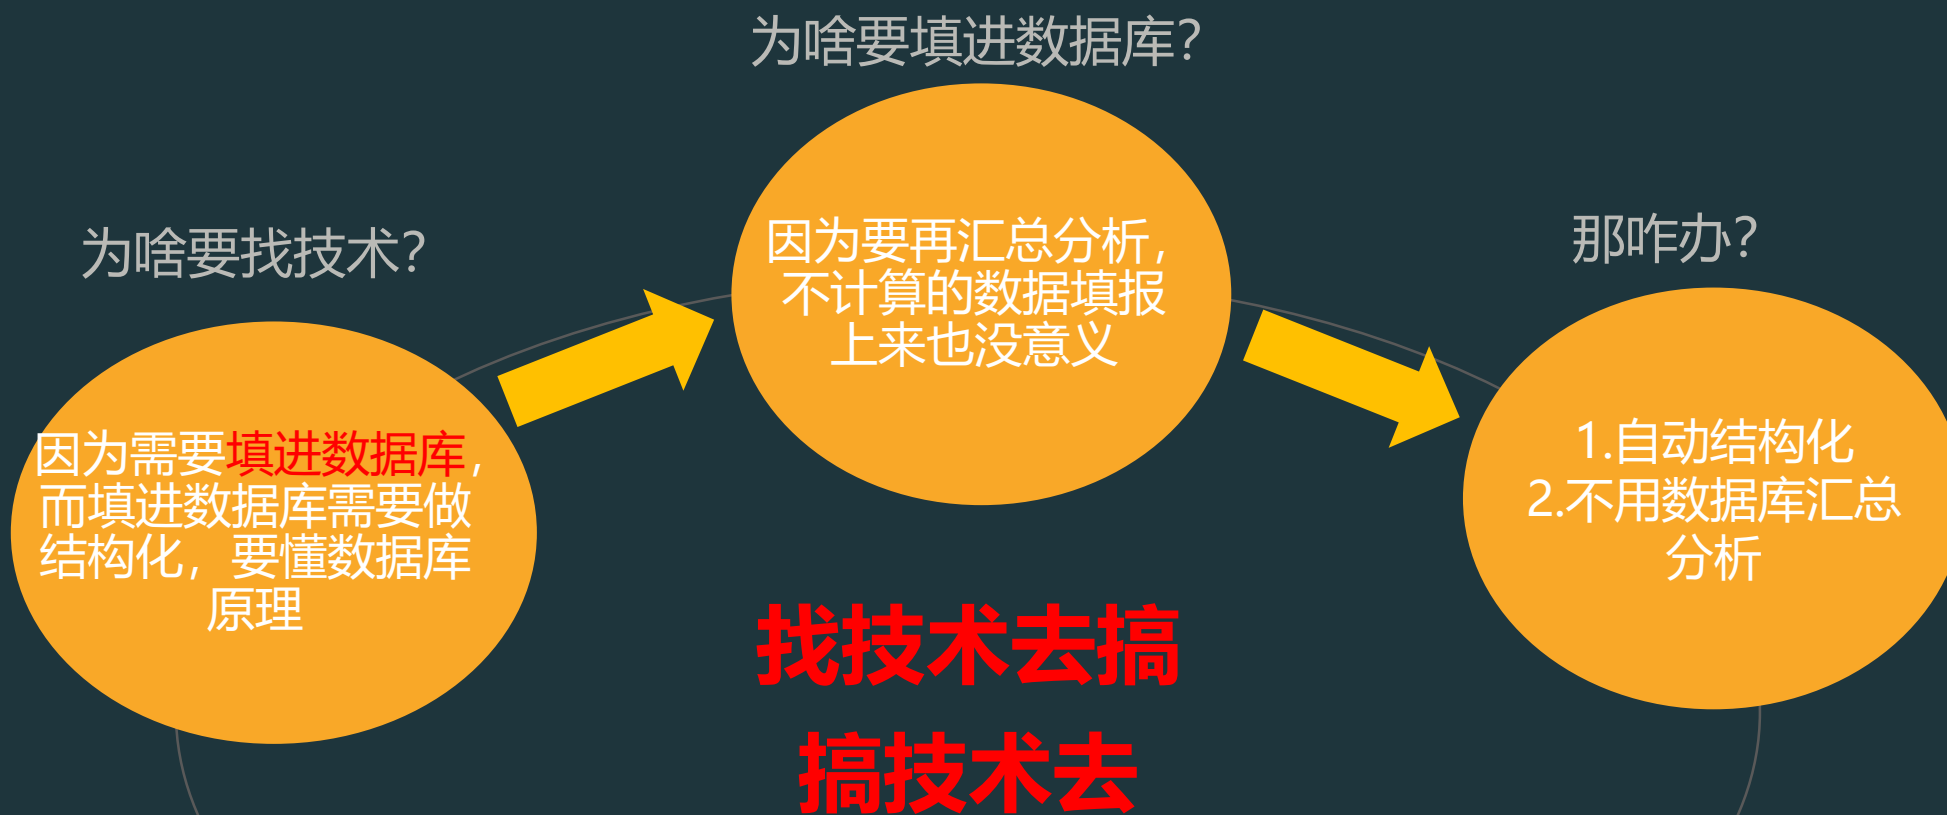 为啥要找技术？
因为需要填进数据库，
而填进数据库需要做
结构化，要懂数据库
原理
为啥要填进数据库？
因为要再汇总分析，
不计算的数据填报
上来也没意义
那咋办？
1.自动结构化
2.不用数据库汇总
分析
找技术去搞
搞技术去